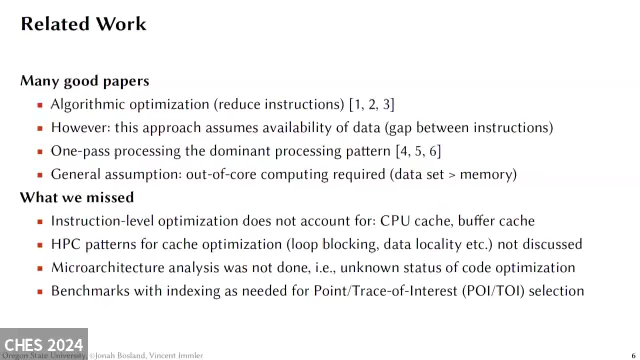 Related Work
Many good papers
Algorithmic optimization (reduce instructions) [1, 2, 3]
However: this approach assumes availability of data (gap between instructions)
One-pass processing the dominant processing pattern [4, 5, 6]
General assumption: out-of-core computing required (data set > memory)
What we missed
Instruction-level optimization does not account for: CPU cache, buffer cache
HPC patterns for cache optimization (loop blocking, data locality etc.) not discussed
Microarchitecture analysis was not done, i.e., unknown status of code optimization
Benchmarks with indexing as needed for Point/Trace-of-Interest (POI/TOI) selection
CHES 2024
Oregon State University, ©Jonah Bosland, Vincent Immler
6